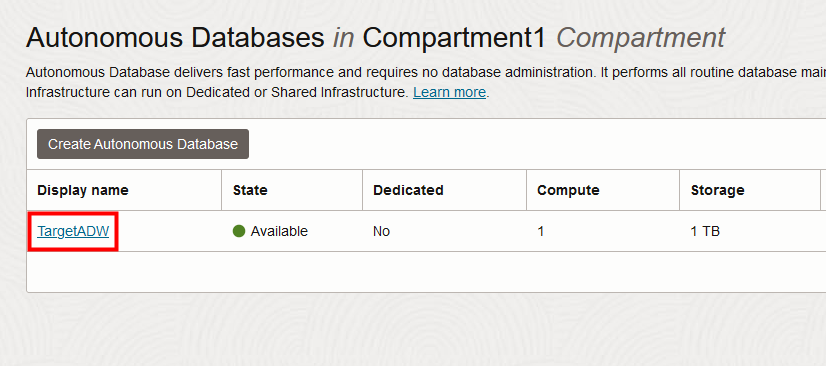 Autonomous Databases in Compartment1 Compartment
Autonomous Database delivers fast performance and requires no database administration. It performs all routine database
Infrastructure can run on Dedicated or Shared Infrastructure. Learn more.
Create Autonomous Database
Display name State Dedicated Compute Storage
TargetADW Available No 1 1 TB